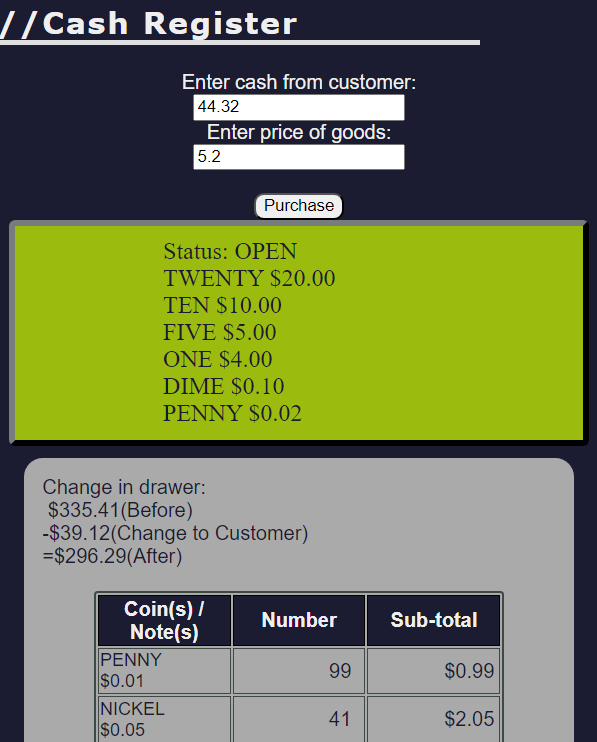 //Cash Register
Enter cash from customer:
44.32
Enter price of goods:
5.2
Purchase
Status: OPEN
TWENTY $20.00
TEN $10.00
FIVE $5.00
ONE $4.00
DIME $0.10
PENNY $0.02
Change in drawer:
$335.41(Before)
-$39.12(Change to Customer)
=$296.29(After)
Coin(s) / Number Sub-total
Note(s)
PENNY
$0.01 99 $0.99
NICKEL
$0.05 41 $2.05